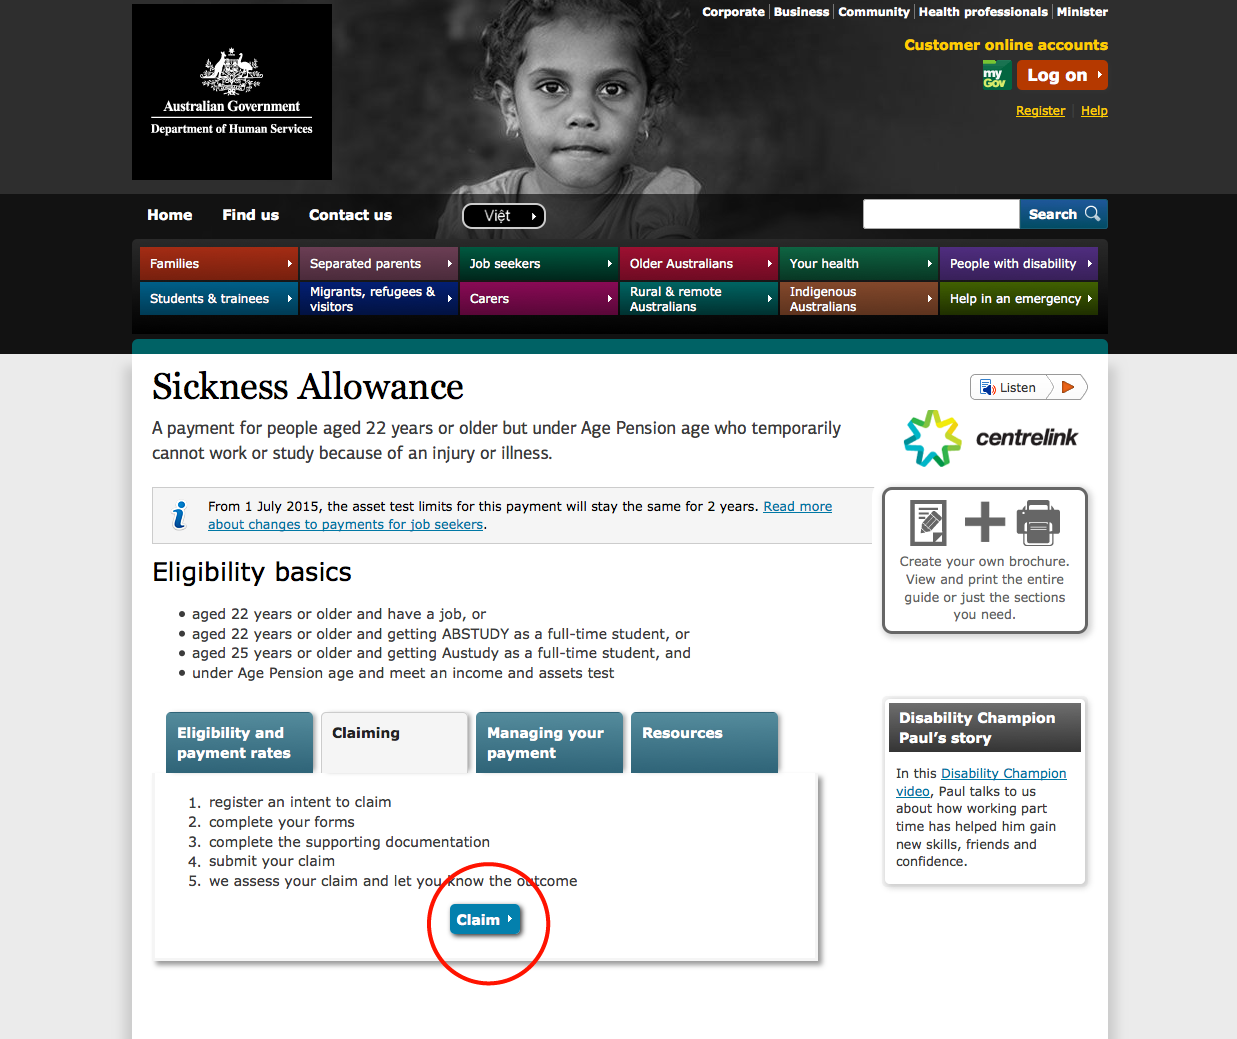 Corporate | Business | Community | Health professionals | Minister
Australian Government
Department of Human Services
Customer online accounts
my
Gov
Log on
Register | Help
Home Find us Contact us Việt Search
Families Separated parents Job seekers Older Australians Your health People with disability
Students & trainees
Migrants, refugees &
visitors
Carers
Rural & remote
Australians
Indigenous
Australians
Help in an emergency
Sickness Allowance
Listen
A payment for people aged 22 years or older but under Age Pension age who temporarily
cannot work or study because of an injury or illness.
centrelink
i
From 1 July 2015, the asset test limits for this payment will stay the same for 2 years. Read more
about changes to payments for job seekers.
Create your own brochure.
View and print the entire
guide or just the sections
you need.
Eligibility basics
• aged 22 years or older and have a job, or
• aged 22 years or older and getting ABSTUDY as a full-time student, or
• aged 25 years or older and getting Austudy as a full-time student, and
• under Age Pension age and meet an income and assets test
Eligibility and
payment rates
Claiming
Managing your
payment
Resources
1. register an intent to claim
2. complete your forms
3. complete the supporting documentation
4. submit your claim
5. we assess your claim and let you know the outcome
Claim
Disability Champion
Paul's story
In this Disability Champion
video, Paul talks to us
about how working part
time has helped him gain
new skills, friends and
confidence.